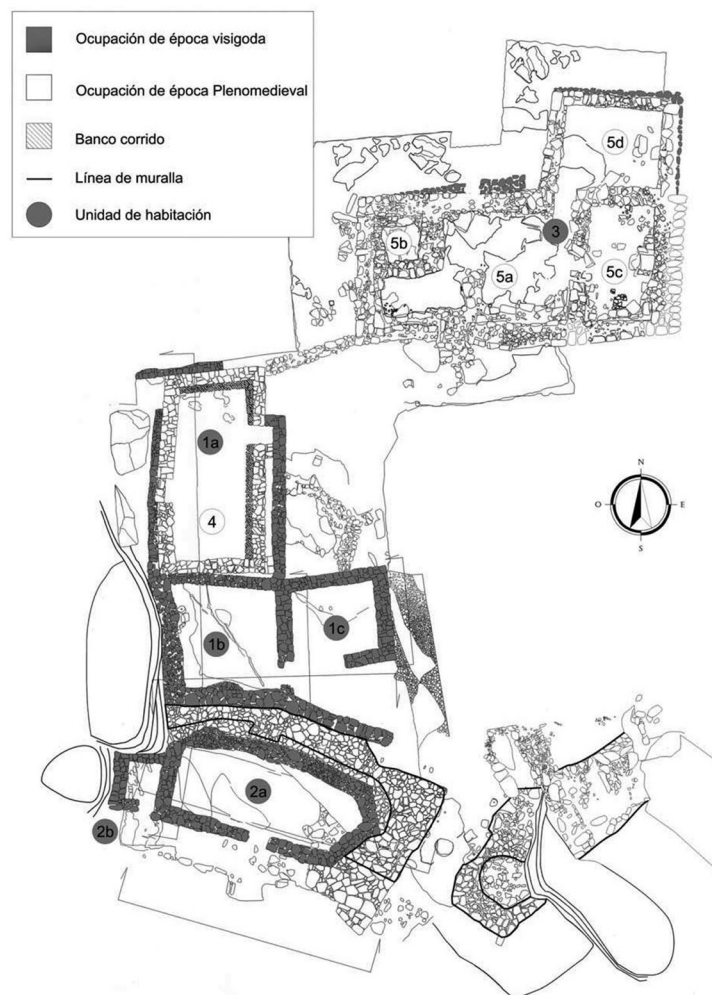 Ocupación de época visigoda
Ocupación de época Plenomedieval
Banco corrido
Línea de muralla
Unidad de habitación
5d
3
5b
5a
5c
1a
4
N
O E
S
1b
1c
2a
2b